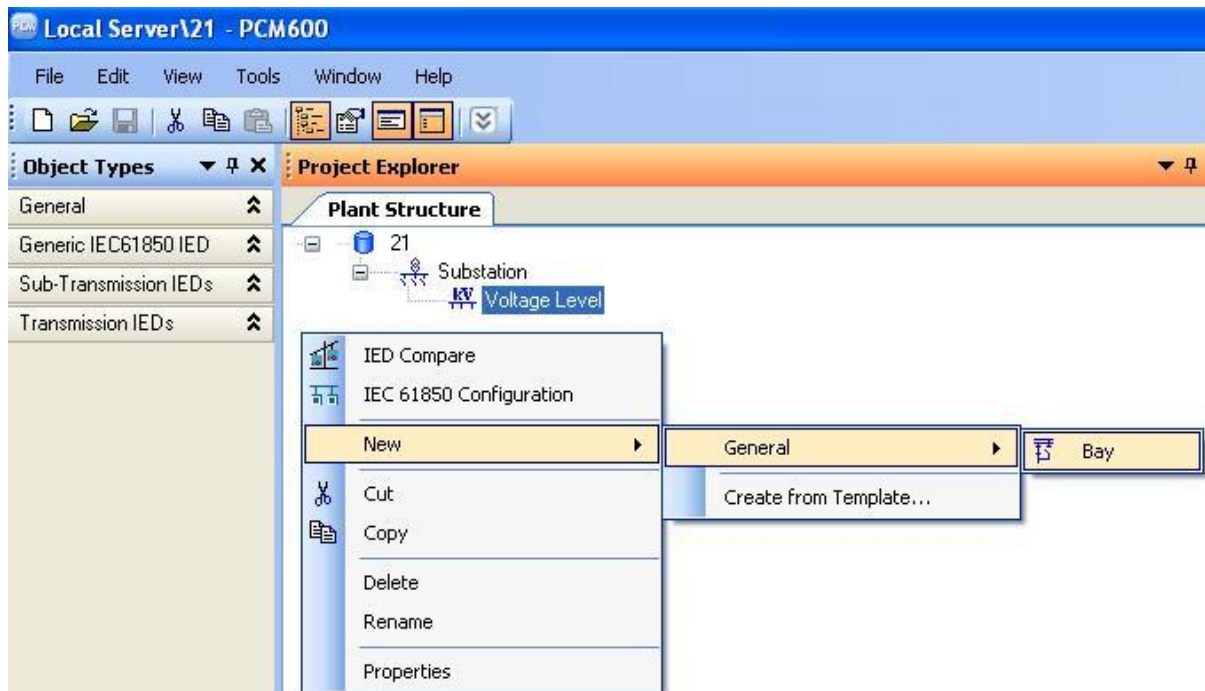 PCM Local Server\21 - PCM600
File Edit View Tools Window Help
Object Types
General
Generic IEC61850 IED
Sub-Transmission IEDs
Transmission IEDs
Project Explorer
Plant Structure
21
Substation
KV Voltage Level
IED Compare
IEC 61850 Configuration
New
Cut
Copy
Delete
Rename
Properties
General
Create from Template...
Bay